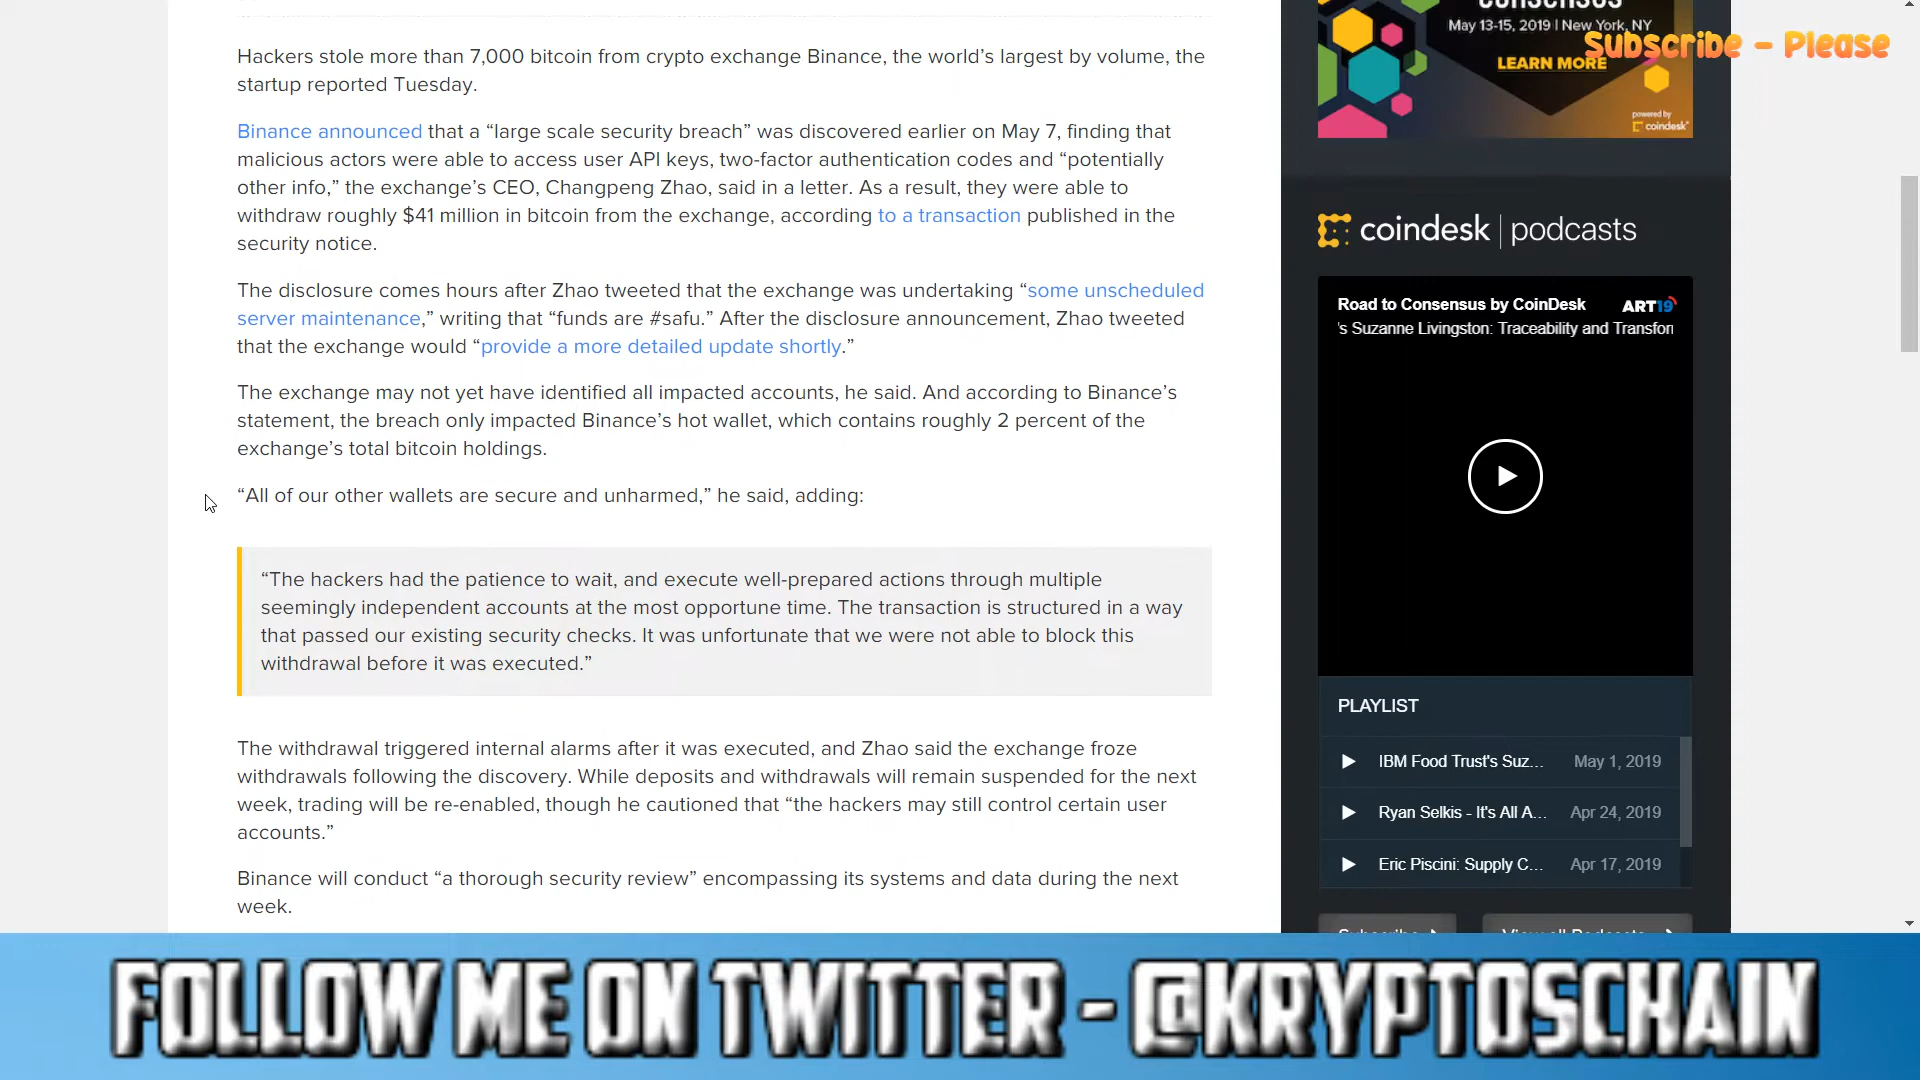 consensus
May 13-15, 2019 | New York, NY
Subscribe - Please
LEARN MORE
powered by
coindesk
Hackers stole more than 7,000 bitcoin from crypto exchange Binance, the world’s largest by volume, the
startup reported Tuesday.
Binance announced that a “large scale security breach” was discovered earlier on May 7, finding that
malicious actors were able to access user API keys, two-factor authentication codes and “potentially
other info,” the exchange’s CEO, Changpeng Zhao, said in a letter. As a result, they were able to
withdraw roughly $41 million in bitcoin from the exchange, according to a transaction published in the
security notice.
The disclosure comes hours after Zhao tweeted that the exchange was undertaking “some unscheduled
server maintenance,” writing that “funds are #safu.” After the disclosure announcement, Zhao tweeted
that the exchange would “provide a more detailed update shortly.”
The exchange may not yet have identified all impacted accounts, he said. And according to Binance’s
statement, the breach only impacted Binance’s hot wallet, which contains roughly 2 percent of the
exchange’s total bitcoin holdings.
“All of our other wallets are secure and unharmed,” he said, adding:
“The hackers had the patience to wait, and execute well-prepared actions through multiple
seemingly independent accounts at the most opportune time. The transaction is structured in a way
that passed our existing security checks. It was unfortunate that we were not able to block this
withdrawal before it was executed.”
The withdrawal triggered internal alarms after it was executed, and Zhao said the exchange froze
withdrawals following the discovery. While deposits and withdrawals will remain suspended for the next
week, trading will be re-enabled, though he cautioned that “the hackers may still control certain user
accounts.”
Binance will conduct “a thorough security review” encompassing its systems and data during the next
week.
coindesk | podcasts
Road to Consensus by CoinDesk
ART19
's Suzanne Livingston: Traceability and Transfor
PLAYLIST
IBM Food Trust's Suz... May 1, 2019
Ryan Selkis - It's All A... Apr 24, 2019
Eric Piscini: Supply C... Apr 17, 2019
Subscribe View all Podcasts
FOLLOW ME ON TWITTER - @KRYPTOSCHAIN